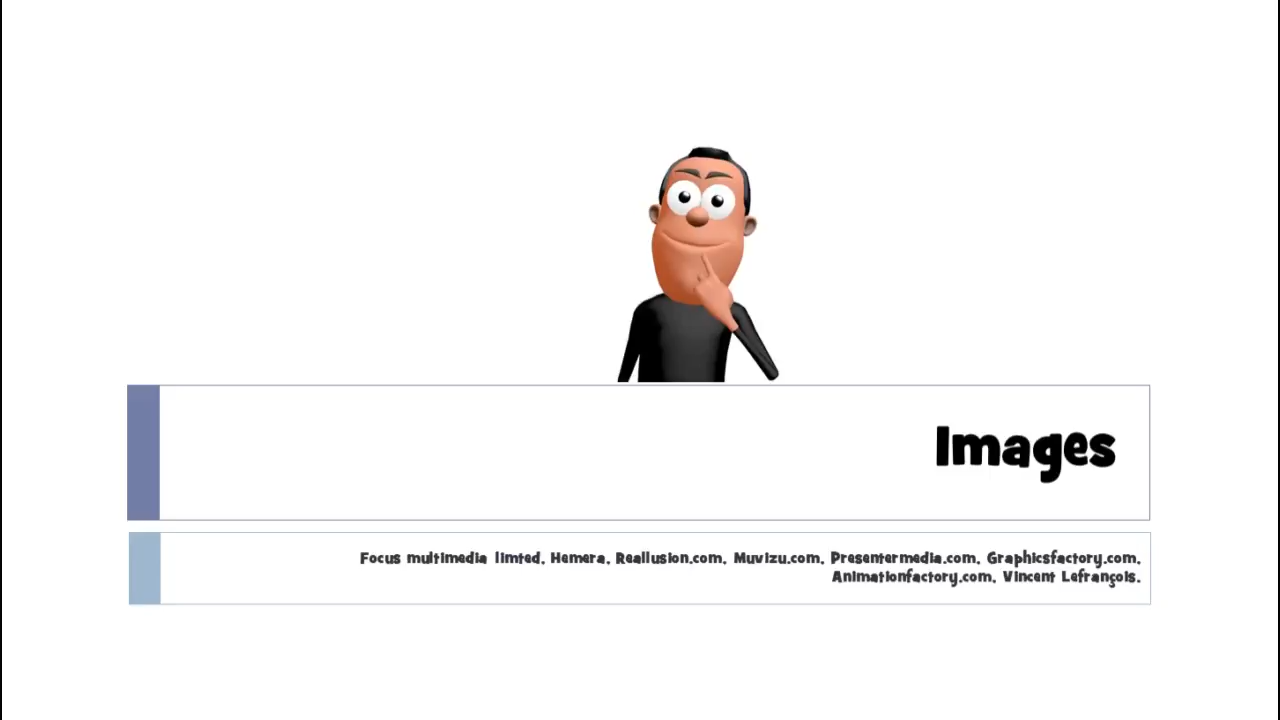 Images
Focus multimedia limted, Hemera, Reallusion.com, Muvizu.com, Presentermedia.com, Graphicsfactory.com,
Animationfactory.com, Vincent Lefrançois.